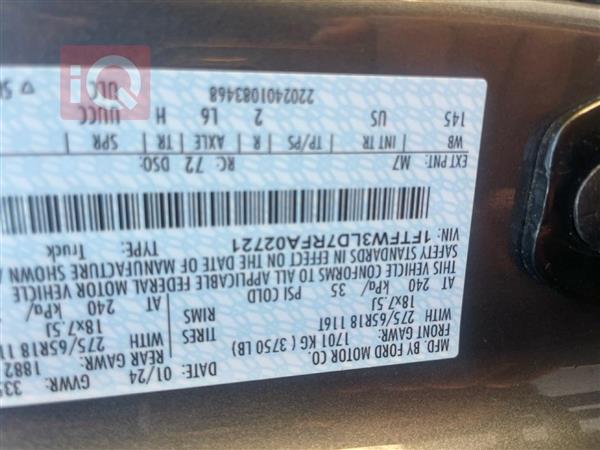 MFD. BY FORD MOTOR CO.
DATE: 01/24 GVWR:
FRONT GAWR: REAR GAWR:
1701 KG ( 3750 LB) 1882
275/65R18 116T TIRES 275/65R18
18x7.5J RIMS 18x7.5J
AT 240 kPa/ 35 PSI COLD AT 240 kPa/
THIS VEHICLE CONFORMS TO ALL APPLICABLE FEDERAL MOTOR VEHICLE
SAFETY STANDARDS IN EFFECT ON THE DATE OF MANUFACTURE SHOWN
VIN: 1FTFW3LD7RFA02721 TYPE: Truck
EXT PNT: M7 RC: 72 DSO:
WB INT TR TP/PS R AXLE TR SPR
145 US 2 L6 H UUCC
2202401083468 ULC
iQ